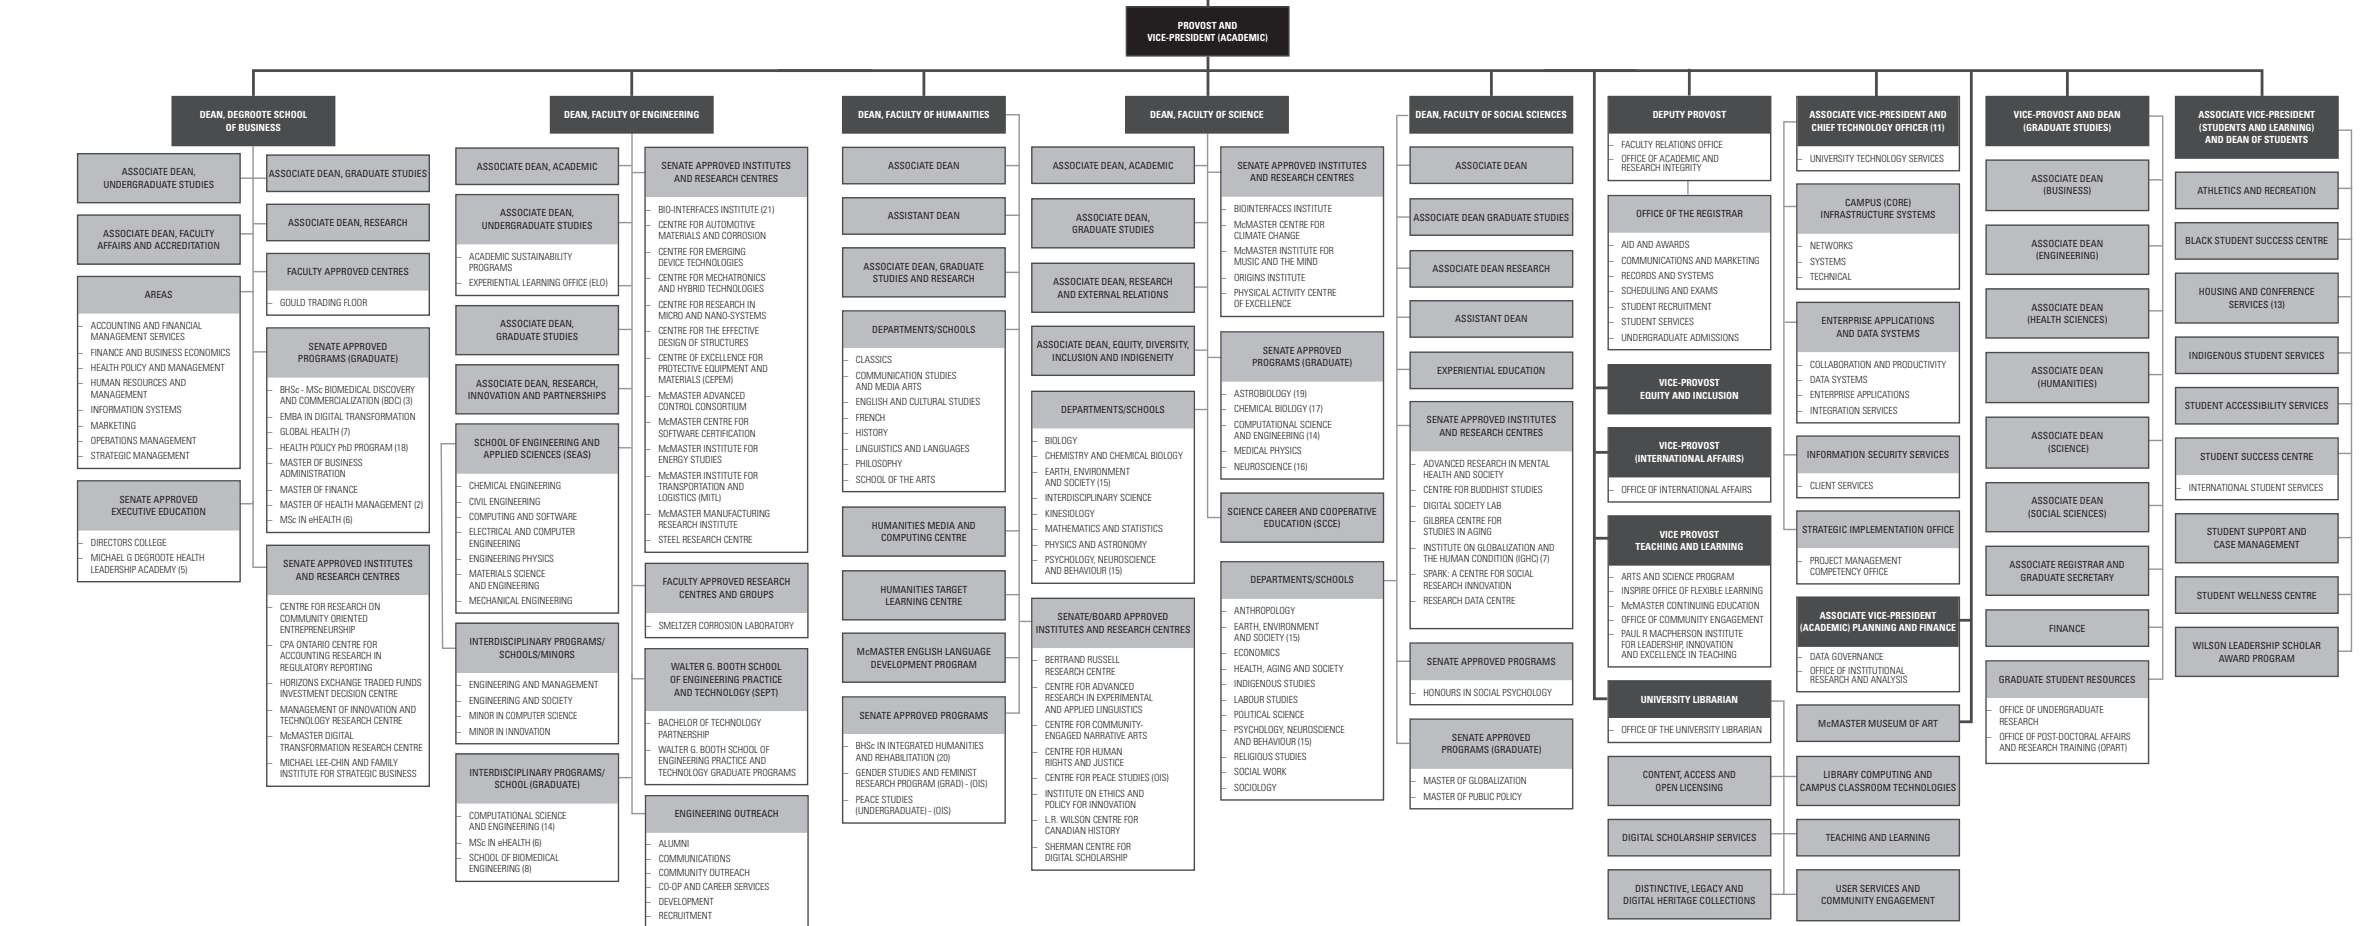 PROVOST AND
VICE-PRESIDENT (ACADEMIC)
DEAN, DEGROOTE SCHOOL
OF BUSINESS
ASSOCIATE DEAN,
UNDERGRADUATE STUDIES
ASSOCIATE DEAN, FACULTY
AFFAIRS AND ACCREDITATION
AREAS
ACCOUNTING AND FINANCIAL
MANAGEMENT SERVICES
FINANCE AND BUSINESS ECONOMICS
HEALTH POLICY AND MANAGEMENT
HUMAN RESOURCES AND
MANAGEMENT
INFORMATION SYSTEMS
MARKETING
OPERATIONS MANAGEMENT
STRATEGIC MANAGEMENT
SENATE APPROVED
EXECUTIVE EDUCATION
DIRECTORS COLLEGE
MICHAEL G DEGROOTE HEALTH
LEADERSHIP ACADEMY (5)
ASSOCIATE DEAN, GRADUATE STUDIES
ASSOCIATE DEAN, RESEARCH
FACULTY APPROVED CENTRES
GOULD TRADING FLOOR
SENATE APPROVED
PROGRAMS (GRADUATE)
BHSc - MSc BIOMEDICAL DISCOVERY
AND COMMERCIALIZATION (BDC) (3)
EMBA IN DIGITAL TRANSFORMATION
GLOBAL HEALTH (7)
HEALTH POLICY PhD PROGRAM (18)
MASTER OF BUSINESS
ADMINISTRATION
MASTER OF FINANCE
MASTER OF HEALTH MANAGEMENT (2)
MSc IN eHEALTH (6)
SENATE APPROVED INSTITUTES
AND RESEARCH CENTRES
CENTRE FOR RESEARCH ON
COMMUNITY ORIENTED
ENTREPRENEURSHIP
CPA ONTARIO CENTRE FOR
ACCOUNTING RESEARCH IN
REGULATORY REPORTING
HORIZONS EXCHANGE TRADED FUNDS
INVESTMENT DECISION CENTRE
MANAGEMENT OF INNOVATION AND
TECHNOLOGY RESEARCH CENTRE
McMASTER DIGITAL
TRANSFORMATION RESEARCH CENTRE
MICHAEL LEE-CHIN AND FAMILY
INSTITUTE FOR STRATEGIC BUSINESS
DEAN, FACULTY OF ENGINEERING
ASSOCIATE DEAN, ACADEMIC
ASSOCIATE DEAN,
UNDERGRADUATE STUDIES
ACADEMIC SUSTAINABILITY
PROGRAMS
EXPERIENTIAL LEARNING OFFICE (ELO)
ASSOCIATE DEAN,
GRADUATE STUDIES
ASSOCIATE DEAN, RESEARCH,
INNOVATION AND PARTNERSHIPS
SCHOOL OF ENGINEERING AND
APPLIED SCIENCES (SEAS)
CHEMICAL ENGINEERING
CIVIL ENGINEERING
COMPUTING AND SOFTWARE
ELECTRICAL AND COMPUTER
ENGINEERING
ENGINEERING PHYSICS
MATERIALS SCIENCE
AND ENGINEERING
MECHANICAL ENGINEERING
INTERDISCIPLINARY PROGRAMS/
SCHOOLS/MINORS
ENGINEERING AND MANAGEMENT
ENGINEERING AND SOCIETY
MINOR IN COMPUTER SCIENCE
MINOR IN INNOVATION
INTERDISCIPLINARY PROGRAMS/
SCHOOL (GRADUATE)
COMPUTATIONAL SCIENCE
AND ENGINEERING (14)
MSc IN eHEALTH (6)
SCHOOL OF BIOMEDICAL
ENGINEERING (8)
SENATE APPROVED INSTITUTES
AND RESEARCH CENTRES
BIO-INTERFACES INSTITUTE (21)
CENTRE FOR AUTOMOTIVE
MATERIALS AND CORROSION
CENTRE FOR EMERGING
DEVICE TECHNOLOGIES
CENTRE FOR MECHATRONICS
AND HYBRID TECHNOLOGIES
CENTRE FOR RESEARCH IN
MICRO AND NANO-SYSTEMS
CENTRE FOR THE EFFECTIVE
DESIGN OF STRUCTURES
CENTRE OF EXCELLENCE FOR
PROTECTIVE EQUIPMENT AND
MATERIALS (CEPEM)
McMASTER ADVANCED
CONTROL CONSORTIUM
McMASTER CENTRE FOR
SOFTWARE CERTIFICATION
McMASTER INSTITUTE FOR
ENERGY STUDIES
McMASTER INSTITUTE FOR
TRANSPORTATION AND
LOGISTICS (MITL)
McMASTER MANUFACTURING
RESEARCH INSTITUTE
STEEL RESEARCH CENTRE
FACULTY APPROVED RESEARCH
CENTRES AND GROUPS
SMELTZER CORROSION LABORATORY
WALTER G. BOOTH SCHOOL
OF ENGINEERING PRACTICE
AND TECHNOLOGY (SEPT)
BACHELOR OF TECHNOLOGY
PARTNERSHIP
WALTER G. BOOTH SCHOOL OF
ENGINEERING PRACTICE AND
TECHNOLOGY GRADUATE PROGRAMS
ENGINEERING OUTREACH
ALUMNI
COMMUNICATIONS
COMMUNITY OUTREACH
CO-OP AND CAREER SERVICES
DEVELOPMENT
RECRUITMENT
DEAN, FACULTY OF HUMANITIES
ASSOCIATE DEAN
ASSISTANT DEAN
ASSOCIATE DEAN, GRADUATE
STUDIES AND RESEARCH
DEPARTMENTS/SCHOOLS
CLASSICS
COMMUNICATION STUDIES
AND MEDIA ARTS
ENGLISH AND CULTURAL STUDIES
FRENCH
HISTORY
LINGUISTICS AND LANGUAGES
PHILOSOPHY
SCHOOL OF THE ARTS
HUMANITIES MEDIA AND
COMPUTING CENTRE
HUMANITIES TARGET
LEARNING CENTRE
McMASTER ENGLISH LANGUAGE
DEVELOPMENT PROGRAM
SENATE APPROVED PROGRAMS
BHSc IN INTEGRATED HUMANITIES
AND REHABILITATION (20)
GENDER STUDIES AND FEMINIST
RESEARCH PROGRAM (GRAD) - (OIS)
PEACE STUDIES
(UNDERGRADUATE) - (OIS)
DEAN, FACULTY OF SCIENCE
ASSOCIATE DEAN, ACADEMIC
ASSOCIATE DEAN,
GRADUATE STUDIES
ASSOCIATE DEAN, RESEARCH
AND EXTERNAL RELATIONS
ASSOCIATE DEAN, EQUITY, DIVERSITY,
INCLUSION AND INDIGENEITY
DEPARTMENTS/SCHOOLS
BIOLOGY
CHEMISTRY AND CHEMICAL BIOLOGY
EARTH, ENVIRONMENT
AND SOCIETY (15)
INTERDISCIPLINARY SCIENCE
KINESIOLOGY
MATHEMATICS AND STATISTICS
PHYSICS AND ASTRONOMY
PSYCHOLOGY, NEUROSCIENCE
AND BEHAVIOUR (15)
SENATE/BOARD APPROVED
INSTITUTES AND RESEARCH CENTRES
BERTRAND RUSSELL
RESEARCH CENTRE
CENTRE FOR ADVANCED
RESEARCH IN EXPERIMENTAL
AND APPLIED LINGUISTICS
CENTRE FOR COMMUNITY-
ENGAGED NARRATIVE ARTS
CENTRE FOR HUMAN
RIGHTS AND JUSTICE
CENTRE FOR PEACE STUDIES (OIS)
INSTITUTE ON ETHICS AND
POLICY FOR INNOVATION
L.R. WILSON CENTRE FOR
CANADIAN HISTORY
SHERMAN CENTRE FOR
DIGITAL SCHOLARSHIP
SENATE APPROVED INSTITUTES
AND RESEARCH CENTRES
BIOINTERFACES INSTITUTE
McMASTER CENTRE FOR
CLIMATE CHANGE
McMASTER INSTITUTE FOR
MUSIC AND THE MIND
ORIGINS INSTITUTE
PHYSICAL ACTIVITY CENTRE
OF EXCELLENCE
SENATE APPROVED
PROGRAMS (GRADUATE)
ASTROBIOLOGY (19)
CHEMICAL BIOLOGY (17)
COMPUTATIONAL SCIENCE
AND ENGINEERING (14)
MEDICAL PHYSICS
NEUROSCIENCE (16)
SCIENCE CAREER AND COOPERATIVE
EDUCATION (SCCE)
DEPARTMENTS/SCHOOLS
ANTHROPOLOGY
EARTH, ENVIRONMENT
AND SOCIETY (15)
ECONOMICS
HEALTH, AGING AND SOCIETY
INDIGENOUS STUDIES
LABOUR STUDIES
POLITICAL SCIENCE
PSYCHOLOGY, NEUROSCIENCE
AND BEHAVIOUR (15)
RELIGIOUS STUDIES
SOCIAL WORK
SOCIOLOGY
DEAN, FACULTY OF SOCIAL SCIENCES
ASSOCIATE DEAN
ASSOCIATE DEAN GRADUATE STUDIES
ASSOCIATE DEAN RESEARCH
ASSISTANT DEAN
EXPERIENTIAL EDUCATION
SENATE APPROVED INSTITUTES
AND RESEARCH CENTRES
ADVANCED RESEARCH IN MENTAL
HEALTH AND SOCIETY
CENTRE FOR BUDDHIST STUDIES
DIGITAL SOCIETY LAB
GILBREA CENTRE FOR
STUDIES IN AGING
INSTITUTE ON GLOBALIZATION AND
THE HUMAN CONDITION (IGHC) (7)
SPARK: A CENTRE FOR SOCIAL
RESEARCH INNOVATION
RESEARCH DATA CENTRE
SENATE APPROVED PROGRAMS
HONOURS IN SOCIAL PSYCHOLOGY
SENATE APPROVED
PROGRAMS (GRADUATE)
MASTER OF GLOBALIZATION
MASTER OF PUBLIC POLICY
DEPUTY PROVOST
FACULTY RELATIONS OFFICE
OFFICE OF ACADEMIC AND
RESEARCH INTEGRITY
OFFICE OF THE REGISTRAR
AID AND AWARDS
COMMUNICATIONS AND MARKETING
RECORDS AND SYSTEMS
SCHEDULING AND EXAMS
STUDENT RECRUITMENT
STUDENT SERVICES
UNDERGRADUATE ADMISSIONS
VICE-PROVOST
EQUITY AND INCLUSION
VICE-PROVOST
(INTERNATIONAL AFFAIRS)
OFFICE OF INTERNATIONAL AFFAIRS
VICE PROVOST
TEACHING AND LEARNING
ARTS AND SCIENCE PROGRAM
INSPIRE OFFICE OF FLEXIBLE LEARNING
McMASTER CONTINUING EDUCATION
OFFICE OF COMMUNITY ENGAGEMENT
PAUL R MACPHERSON INSTITUTE
FOR LEADERSHIP, INNOVATION
AND EXCELLENCE IN TEACHING
UNIVERSITY LIBRARIAN
OFFICE OF THE UNIVERSITY LIBRARIAN
CONTENT, ACCESS AND
OPEN LICENSING
DIGITAL SCHOLARSHIP SERVICES
DISTINCTIVE, LEGACY AND
DIGITAL HERITAGE COLLECTIONS
ASSOCIATE VICE-PRESIDENT AND
CHIEF TECHNOLOGY OFFICER (11)
UNIVERSITY TECHNOLOGY SERVICES
CAMPUS (CORE)
INFRASTRUCTURE SYSTEMS
NETWORKS
SYSTEMS
TECHNICAL
ENTERPRISE APPLICATIONS
AND DATA SYSTEMS
COLLABORATION AND PRODUCTIVITY
DATA SYSTEMS
ENTERPRISE APPLICATIONS
INTEGRATION SERVICES
INFORMATION SECURITY SERVICES
CLIENT SERVICES
STRATEGIC IMPLEMENTATION OFFICE
PROJECT MANAGEMENT
COMPETENCY OFFICE
ASSOCIATE VICE-PRESIDENT
(ACADEMIC) PLANNING AND FINANCE
DATA GOVERNANCE
OFFICE OF INSTITUTIONAL
RESEARCH AND ANALYSIS
McMASTER MUSEUM OF ART
LIBRARY COMPUTING AND
CAMPUS CLASSROOM TECHNOLOGIES
TEACHING AND LEARNING
USER SERVICES AND
COMMUNITY ENGAGEMENT
VICE-PROVOST AND DEAN
(GRADUATE STUDIES)
ASSOCIATE DEAN
(BUSINESS)
ASSOCIATE DEAN
(ENGINEERING)
ASSOCIATE DEAN
(HEALTH SCIENCES)
ASSOCIATE DEAN
(HUMANITIES)
ASSOCIATE DEAN
(SCIENCE)
ASSOCIATE DEAN
(SOCIAL SCIENCES)
ASSOCIATE REGISTRAR AND
GRADUATE SECRETARY
FINANCE
GRADUATE STUDENT RESOURCES
OFFICE OF UNDERGRADUATE
RESEARCH
OFFICE OF POST-DOCTORAL AFFAIRS
AND RESEARCH TRAINING (OPART)
ASSOCIATE VICE-PRESIDENT
(STUDENTS AND LEARNING)
AND DEAN OF STUDENTS
ATHLETICS AND RECREATION
BLACK STUDENT SUCCESS CENTRE
HOUSING AND CONFERENCE
SERVICES (13)
INDIGENOUS STUDENT SERVICES
STUDENT ACCESSIBILITY SERVICES
STUDENT SUCCESS CENTRE
INTERNATIONAL STUDENT SERVICES
STUDENT SUPPORT AND
CASE MANAGEMENT
STUDENT WELLNESS CENTRE
WILSON LEADERSHIP SCHOLAR
AWARD PROGRAM